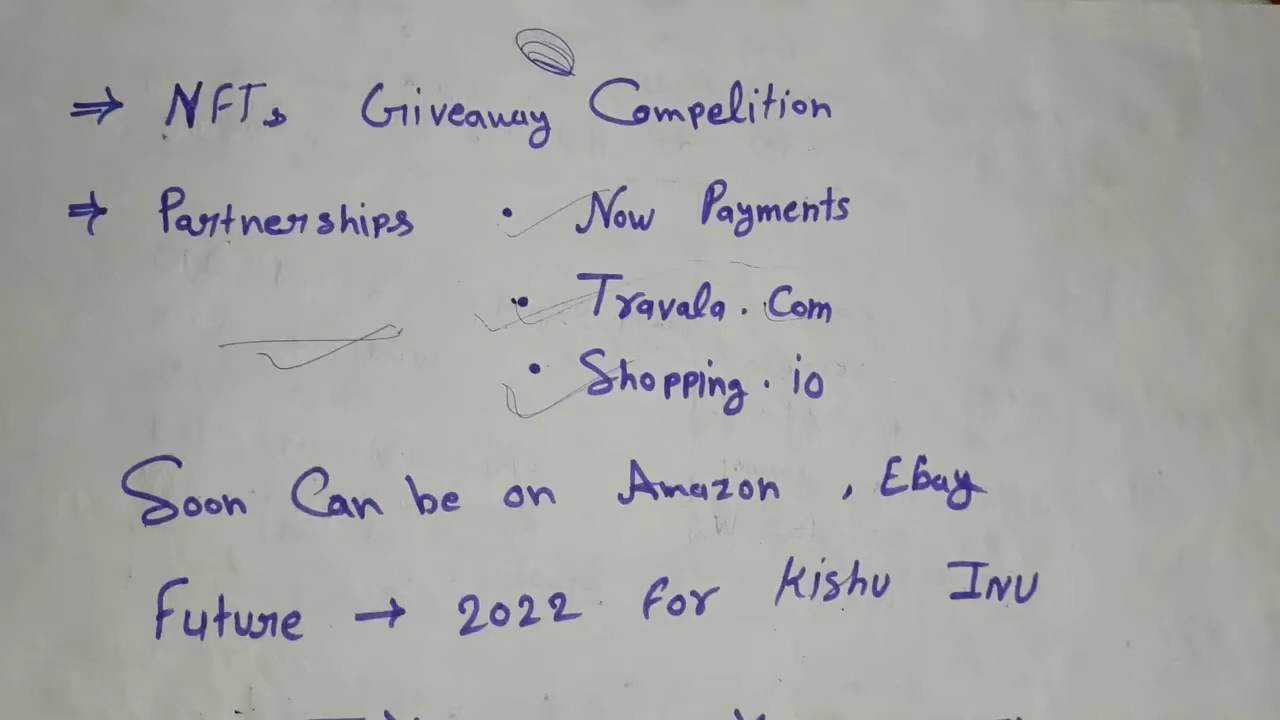 ⇒ NFTs Giveaway Compelition
⇒ Partnerships • Now Payments
• Travala.Com
• Shopping.io
Soon Can be on Amazon, Ebay
Future → 2022 for Kishu INU